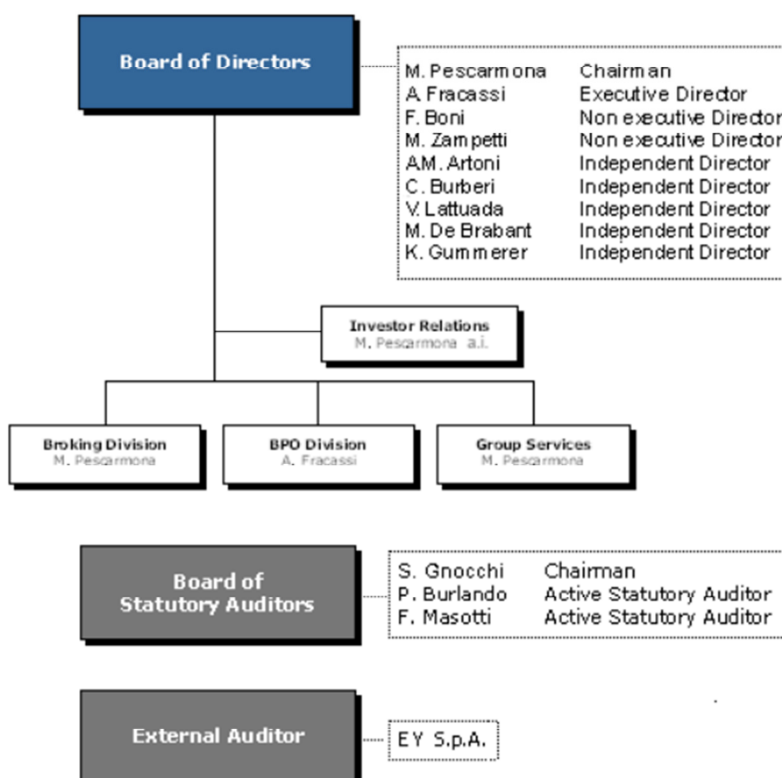 Board of Directors
M. Pescarmona Chairman
A. Fracassi Executive Director
F. Boni Non executive Director
M. Zampetti Non executive Director
A.M. Artoni Independent Director
C. Burberi Independent Director
V. Lattuada Independent Director
M. De Brabant Independent Director
K. Gummerer Independent Director
Investor Relations
M. Pescarmona a.i.
Broking Division
M. Pescarmona
BPO Division
A. Fracassi
Group Services
M. Pescarmona
Board of
Statutory Auditors
S. Gnocchi Chairman
P. Burlando Active Statutory Auditor
F. Masotti Active Statutory Auditor
External Auditor
EY S.p.A.